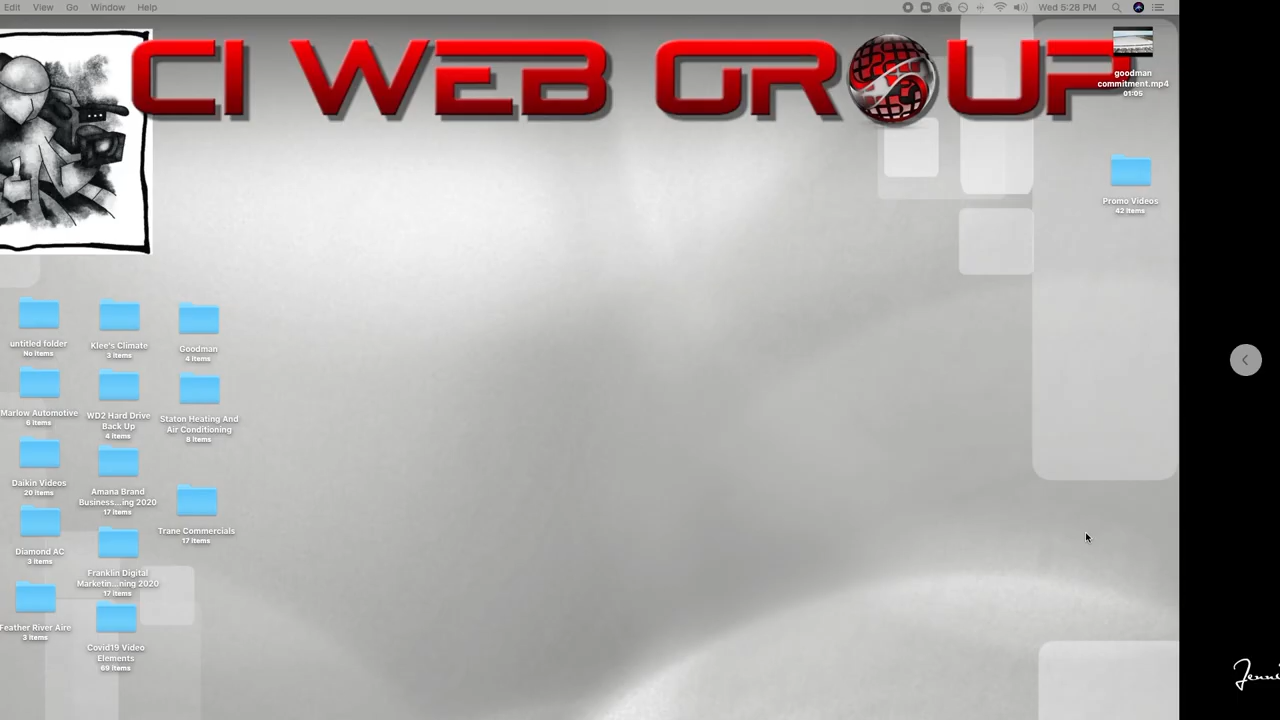 Edit View Go Window Help Wed 5:28 PM
CI WEB GROUP
goodman
commitment.mp4
01:05
Promo Videos
42 items
untitled folder
No items
Klee's Climate
3 items
Goodman
4 items
Marlow Automotive
6 items
WD2 Hard Drive
Back Up
4 items
Staton Heating And
Air Conditioning
8 items
Daikin Videos
20 items
Amana Brand
Business...ing 2020
17 items
Trane Commercials
17 items
Diamond AC
3 items
Franklin Digital
Marketin...ning 2020
17 items
Feather River Aire
3 items
Covid19 Video
Elements
69 items
Jenni